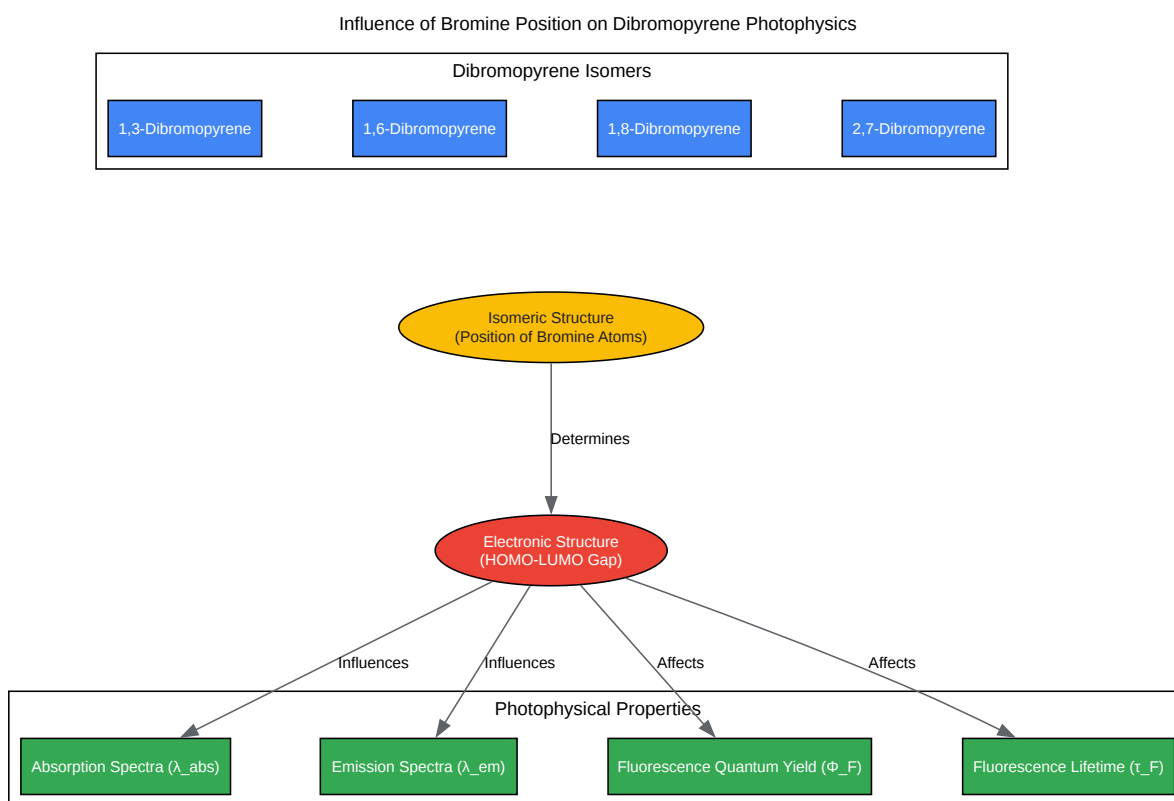 Influence of Bromine Position on Dibromopyrene Photophysics
Dibromopyrene Isomers
1,3-Dibromopyrene
1,6-Dibromopyrene
1,8-Dibromopyrene
2,7-Dibromopyrene
Isomeric Structure
(Position of Bromine Atoms)
Determines
Electronic Structure
(HOMO-LUMO Gap)
Influences
Influences
Affects
Affects
Photophysical Properties
Absorption Spectra (λ_abs)
Emission Spectra (λ_em)
Fluorescence Quantum Yield (Φ_F)
Fluorescence Lifetime (τ_F)